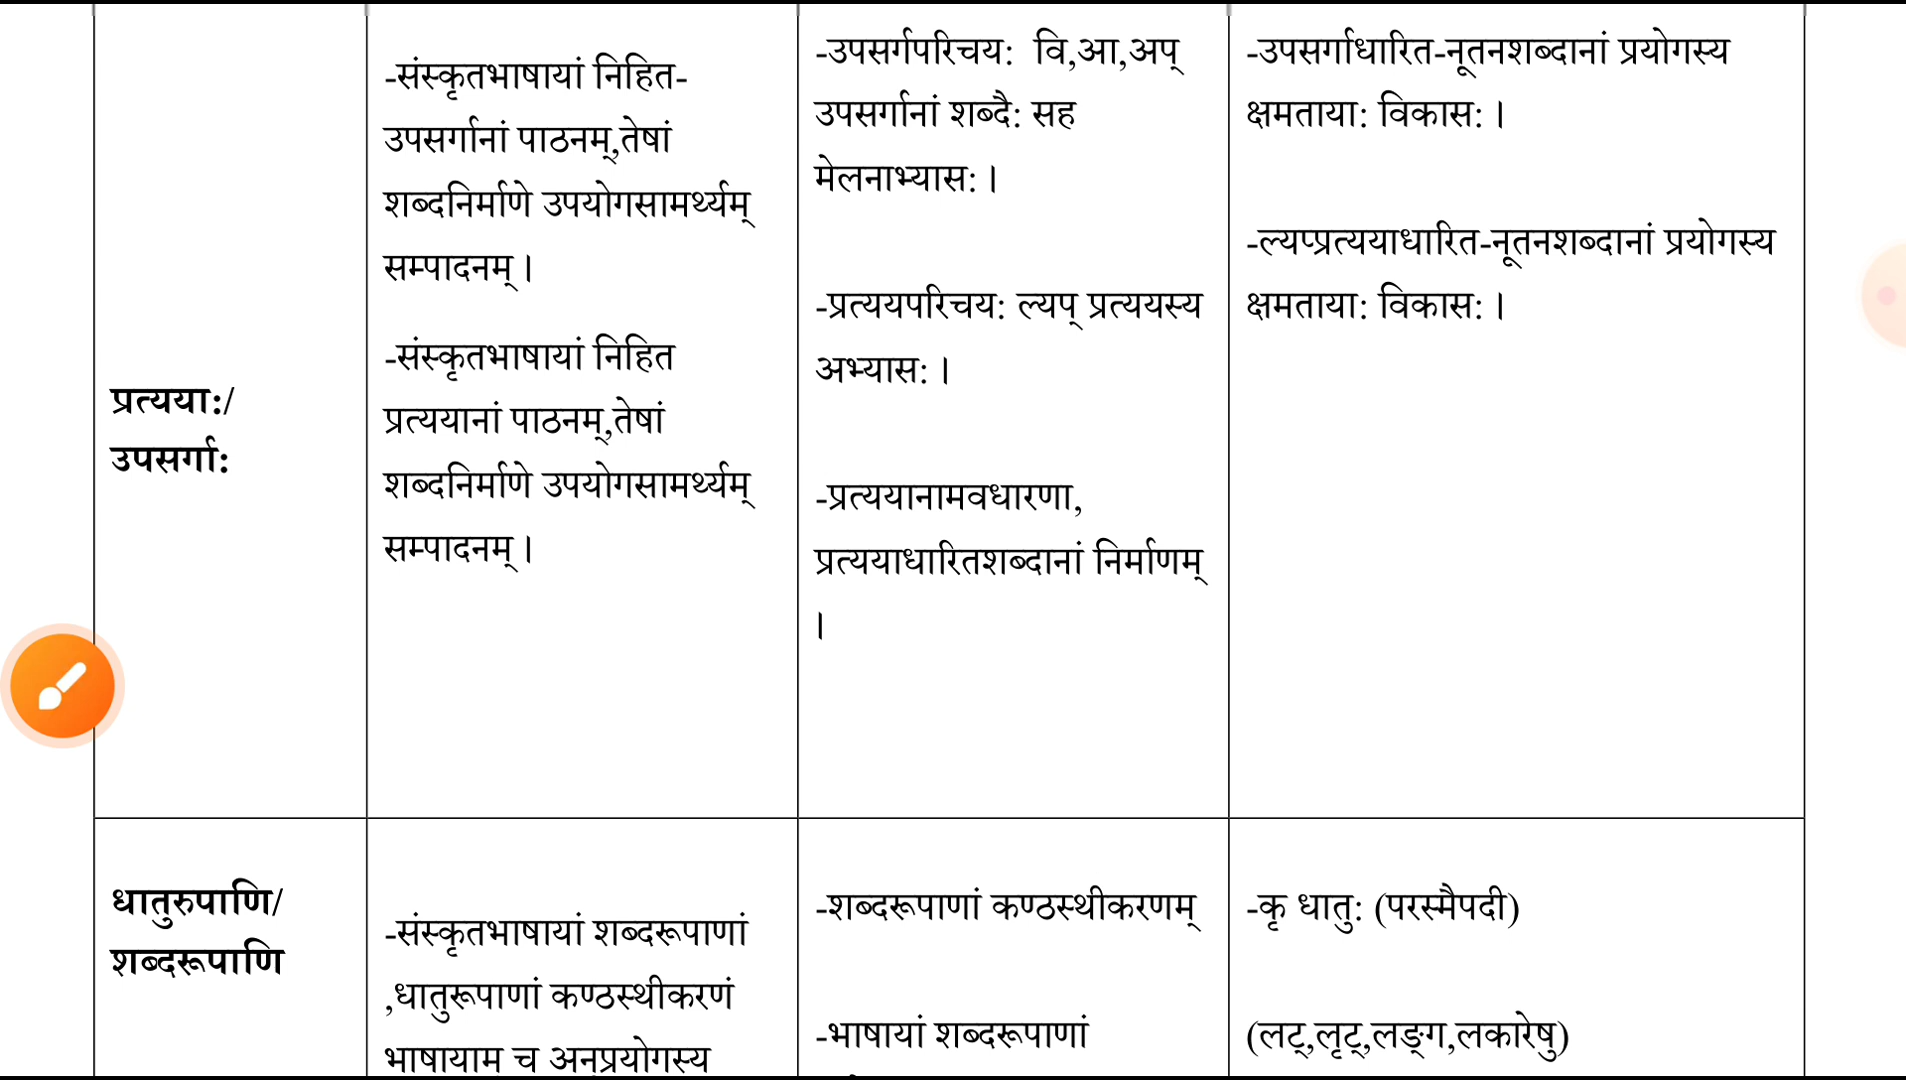 प्रत्यया:/
उपसर्गा:
-संस्कृतभाषायां निहित-
उपसर्गानां पाठनम्,तेषां
शब्दनिर्माणे उपयोगसामर्थ्यम्
सम्पादनम्।
-संस्कृतभाषायां निहित
प्रत्ययानां पाठनम्,तेषां
शब्दनिर्माणे उपयोगसामर्थ्यम्
सम्पादनम्।
-उपसर्गपरिचय: वि,आ,अप्
उपसर्गानां शब्दै: सह
मेलनाभ्यास:।
-प्रत्ययपरिचय: ल्यप् प्रत्ययस्य
अभ्यास:।
-प्रत्ययानामवधारणा,
प्रत्ययाधारितशब्दानां निर्माणम्
।
-उपसर्गाधारित-नूतनशब्दानां प्रयोगस्य
क्षमताया: विकास:।
-ल्यप्प्रत्ययाधारित-नूतनशब्दानां प्रयोगस्य
क्षमताया: विकास:।
धातुरुपाणि/
शब्दरूपाणि
-संस्कृतभाषायां शब्दरूपाणां
,धातुरूपाणां कण्ठस्थीकरणं
भाषायाम च अनुप्रयोगस्य
-शब्दरूपाणां कण्ठस्थीकरणम्
-भाषायां शब्दरूपाणां
-कृ धातु: (परस्मैपदी)
(लट्,लृट्,लङ्ग,लकारेषु)